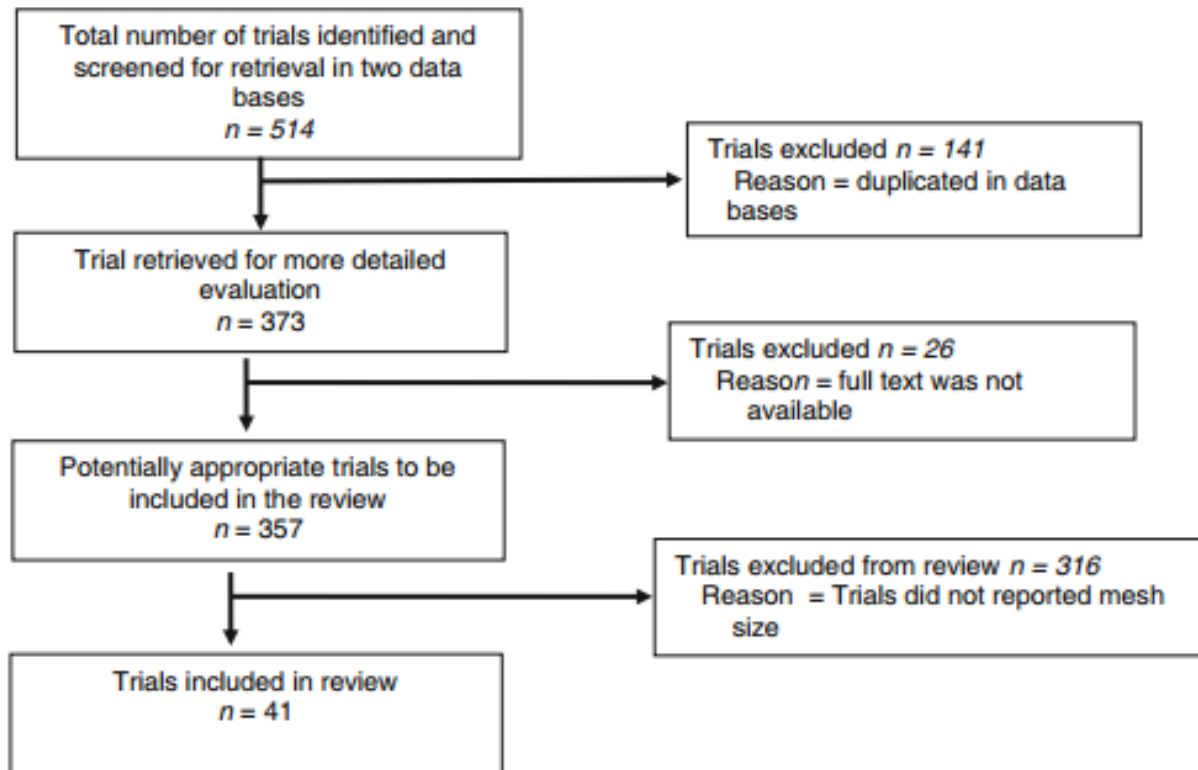 Total number of trials identified and
screened for retrieval in two data
bases
n = 514
Trials excluded n = 141
Reason = duplicated in data
bases
Trial retrieved for more detailed
evaluation
n = 373
Trials excluded n = 26
Reason = full text was not
available
Potentially appropriate trials to be
included in the review
n = 357
Trials excluded from review n = 316
Reason = Trials did not reported mesh
size
Trials included in review
n = 41